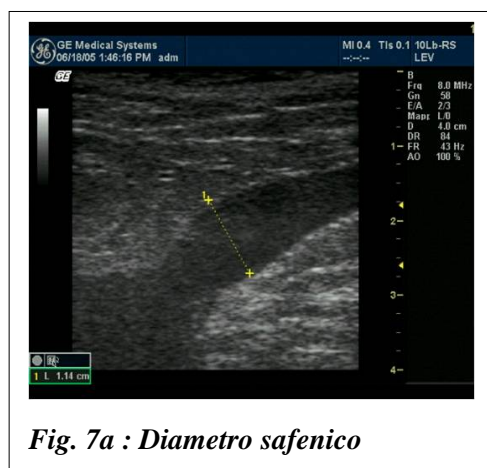 GE Medical Systems
06/18/05 1:46:16 PM adm
MI 0.4 TIs 0.1 10Lb-RS
--:--:-- LEV
GE
B
Frq 8.0 MHz
Gn 58
E/A 2/3
Map L/0
D 4.0 cm
DR 84
FR 43 Hz
AO 100 %
1
2
3
4
1
1 L 1.14 cm
Fig. 7a : Diametro safenico